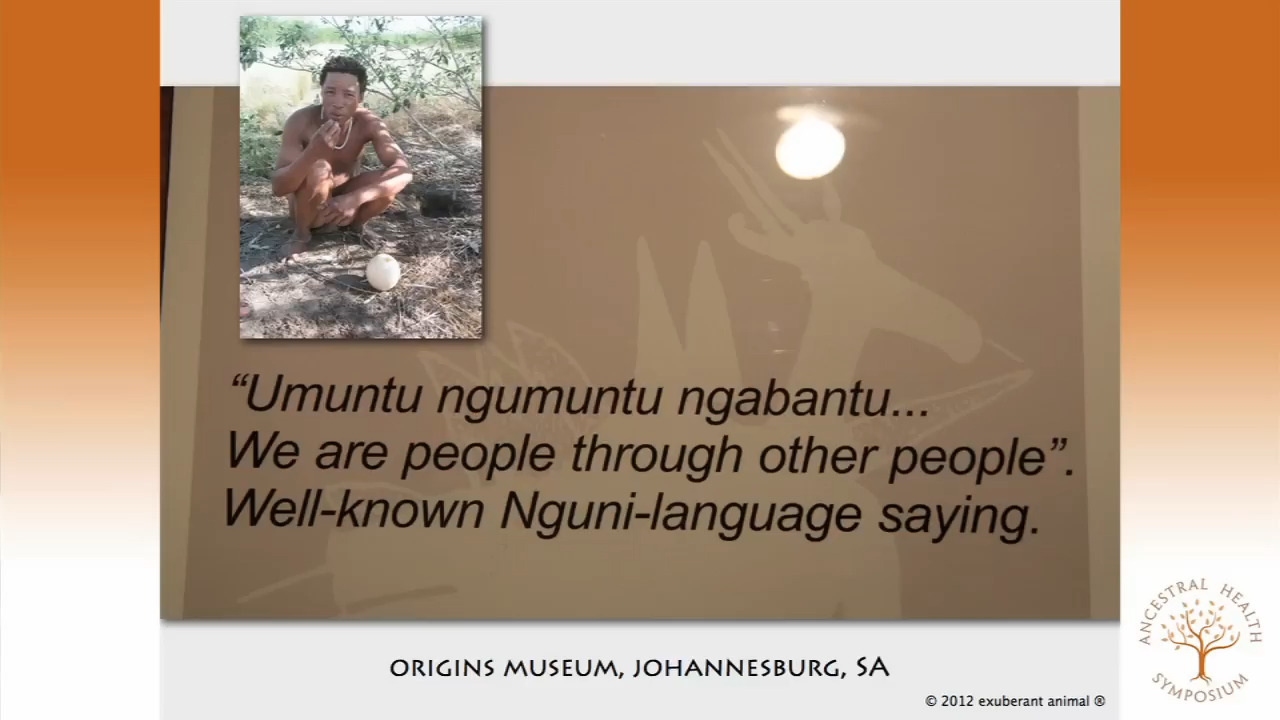 “Umuntu ngumuntu ngabantu...
We are people through other people”.
Well-known Nguni-language saying.
ORIGINS MUSEUM, JOHANNESBURG, SA
© 2012 exuberant animal ®
ANCESTRAL HEALTH
SYMPOSIUM